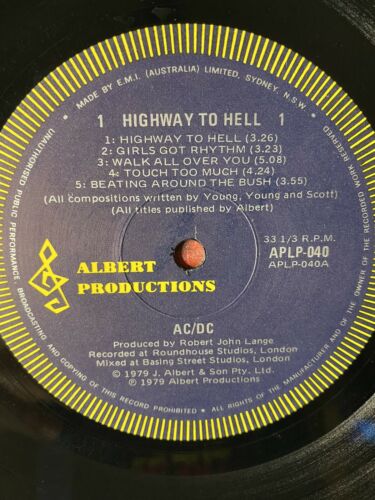 MADE BY E.M.I. (AUSTRALIA) LIMITED, SYDNEY, N.S.W.
1 HIGHWAY TO HELL 1
1: HIGHWAY TO HELL (3.26)
2: GIRLS GOT RHYTHM (3.23)
3: WALK ALL OVER YOU (5.08)
4: TOUCH TOO MUCH (4.24)
5: BEATING AROUND THE BUSH (3.55)
(All compositions written by Young, Young and Scott)
(All titles published by Albert)
33 1/3 R.P.M.
APLP-040
APLP-040A
ALBERT
PRODUCTIONS
AC/DC
Produced by Robert John Lange
Recorded at Roundhouse Studios, London
Mixed at Basing Street Studios, London
© 1979 J. Albert & Son Pty. Ltd.
℗ 1979 Albert Productions
UNAUTHORISED PUBLIC PERFORMANCE BROADCASTING AND COPYING OF THIS RECORD PROHIBITED • ALL RIGHTS OF THE MANUFACTURER AND OF THE OWNER OF THE RECORDED WORK RESERVED